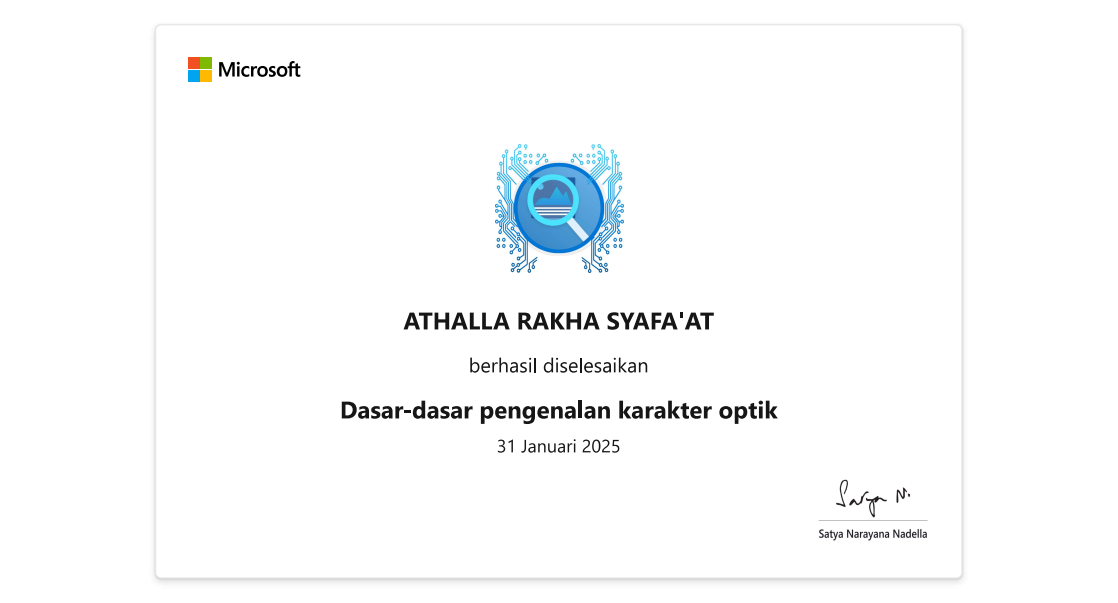 Microsoft
ATHALLA RAKHA SYAFA'AT
berhasil diselesaikan
Dasar-dasar pengenalan karakter optik
31 Januari 2025
Satya N.
Satya Narayana Nadella